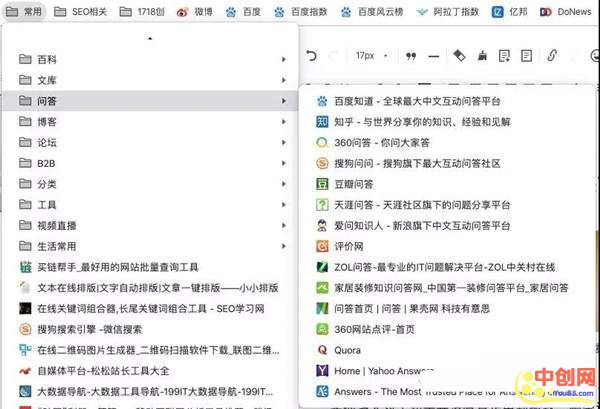 常用 SEO相关 1718创 微博 百度 百度指数 百度风云榜 阿拉丁指数 亿邦 DoNews
17px
百科
文库
问答
博客
论坛
B2B
分类
工具
视频直播
生活常用
买链帮手_最好用的网站批量查询工具
文本在线排版|文字自动排版|文章一键排版——小小排版
在线关键词组合器,长尾关键词组合工具 - SEO学习网
搜狗搜索引擎 -微信搜索
在线二维码图片生成器_二维码扫描软件下载_联图二维...
自媒体平台-松松站长工具大全
大数据导航-大数据工具导航-199IT大数据导航-199IT...
百度知道 - 全球最大中文互动问答平台
知乎 - 与世界分享你的知识、经验和见解
360问答 - 你问大家答
搜狗问问 - 搜狗旗下最大互动问答社区
豆瓣问答
天涯问答 - 天涯社区旗下的问题分享平台
爱问知识人 - 新浪旗下中文互动问答平台
评价网
ZOL问答-最专业的IT问题解决平台-ZOL中关村在线
家居装修知识问答网_中国第一装修问答平台_家居问答
问答首页 | 问答 | 果壳网 科技有意思
360网站点评-首页
Quora
Home | Yahoo Answers
Answers - The Most Trusted Place for Answering
中创网
You85.com